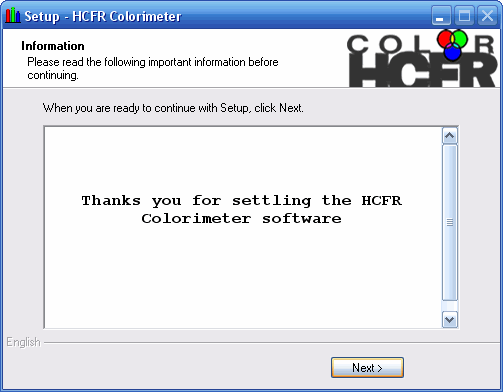 Setup - HCFR Colorimeter
Information
Please read the following important information before
continuing.
COLOR
HCFR
When you are ready to continue with Setup, click Next.
Thanks you for settling the HCFR
Colorimeter software
English
Next >